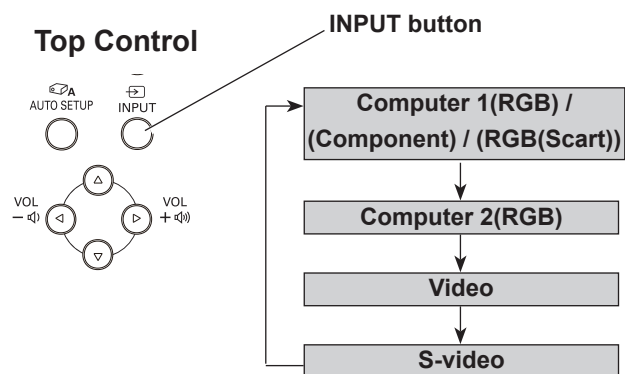 Top Control
INPUT button
A
AUTO SETUP
INPUT
VOL
−
VOL
+
Computer 1(RGB) /
(Component) / (RGB(Scart))
Computer 2(RGB)
Video
S-video